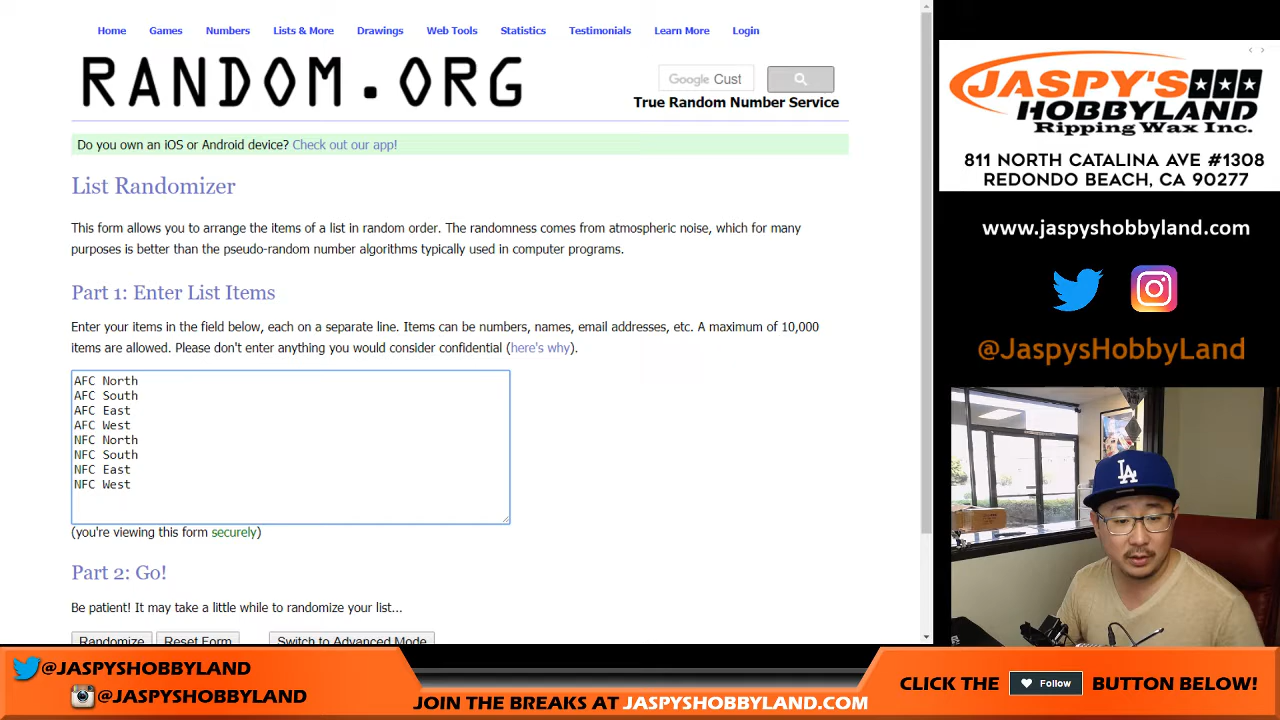 Home Games Numbers Lists & More Drawings Web Tools Statistics Testimonials Learn More Login
RANDOM.ORG
Google Cust
True Random Number Service
Do you own an iOS or Android device? Check out our app!
List Randomizer
This form allows you to arrange the items of a list in random order. The randomness comes from atmospheric noise, which for many
purposes is better than the pseudo-random number algorithms typically used in computer programs.
Part 1: Enter List Items
Enter your items in the field below, each on a separate line. Items can be numbers, names, email addresses, etc. A maximum of 10,000
items are allowed. Please don't enter anything you would consider confidential (here's why).
AFC North
AFC South
AFC East
AFC West
NFC North
NFC South
NFC East
NFC West
(you're viewing this form securely)
Part 2: Go!
Be patient! It may take a little while to randomize your list...
Randomize Reset Form Switch to Advanced Mode
JASPY'S
HOBBYLAND
Ripping Wax Inc.
811 NORTH CATALINA AVE #1308
REDONDO BEACH, CA 90277
www.jaspyshobbyland.com
@JaspysHobbyLand
LA
@JASPYSHOBBYLAND
@JASPYSHOBBYLAND
JOIN THE BREAKS AT JASPYSHOBBYLAND.COM
CLICK THE Follow BUTTON BELOW!